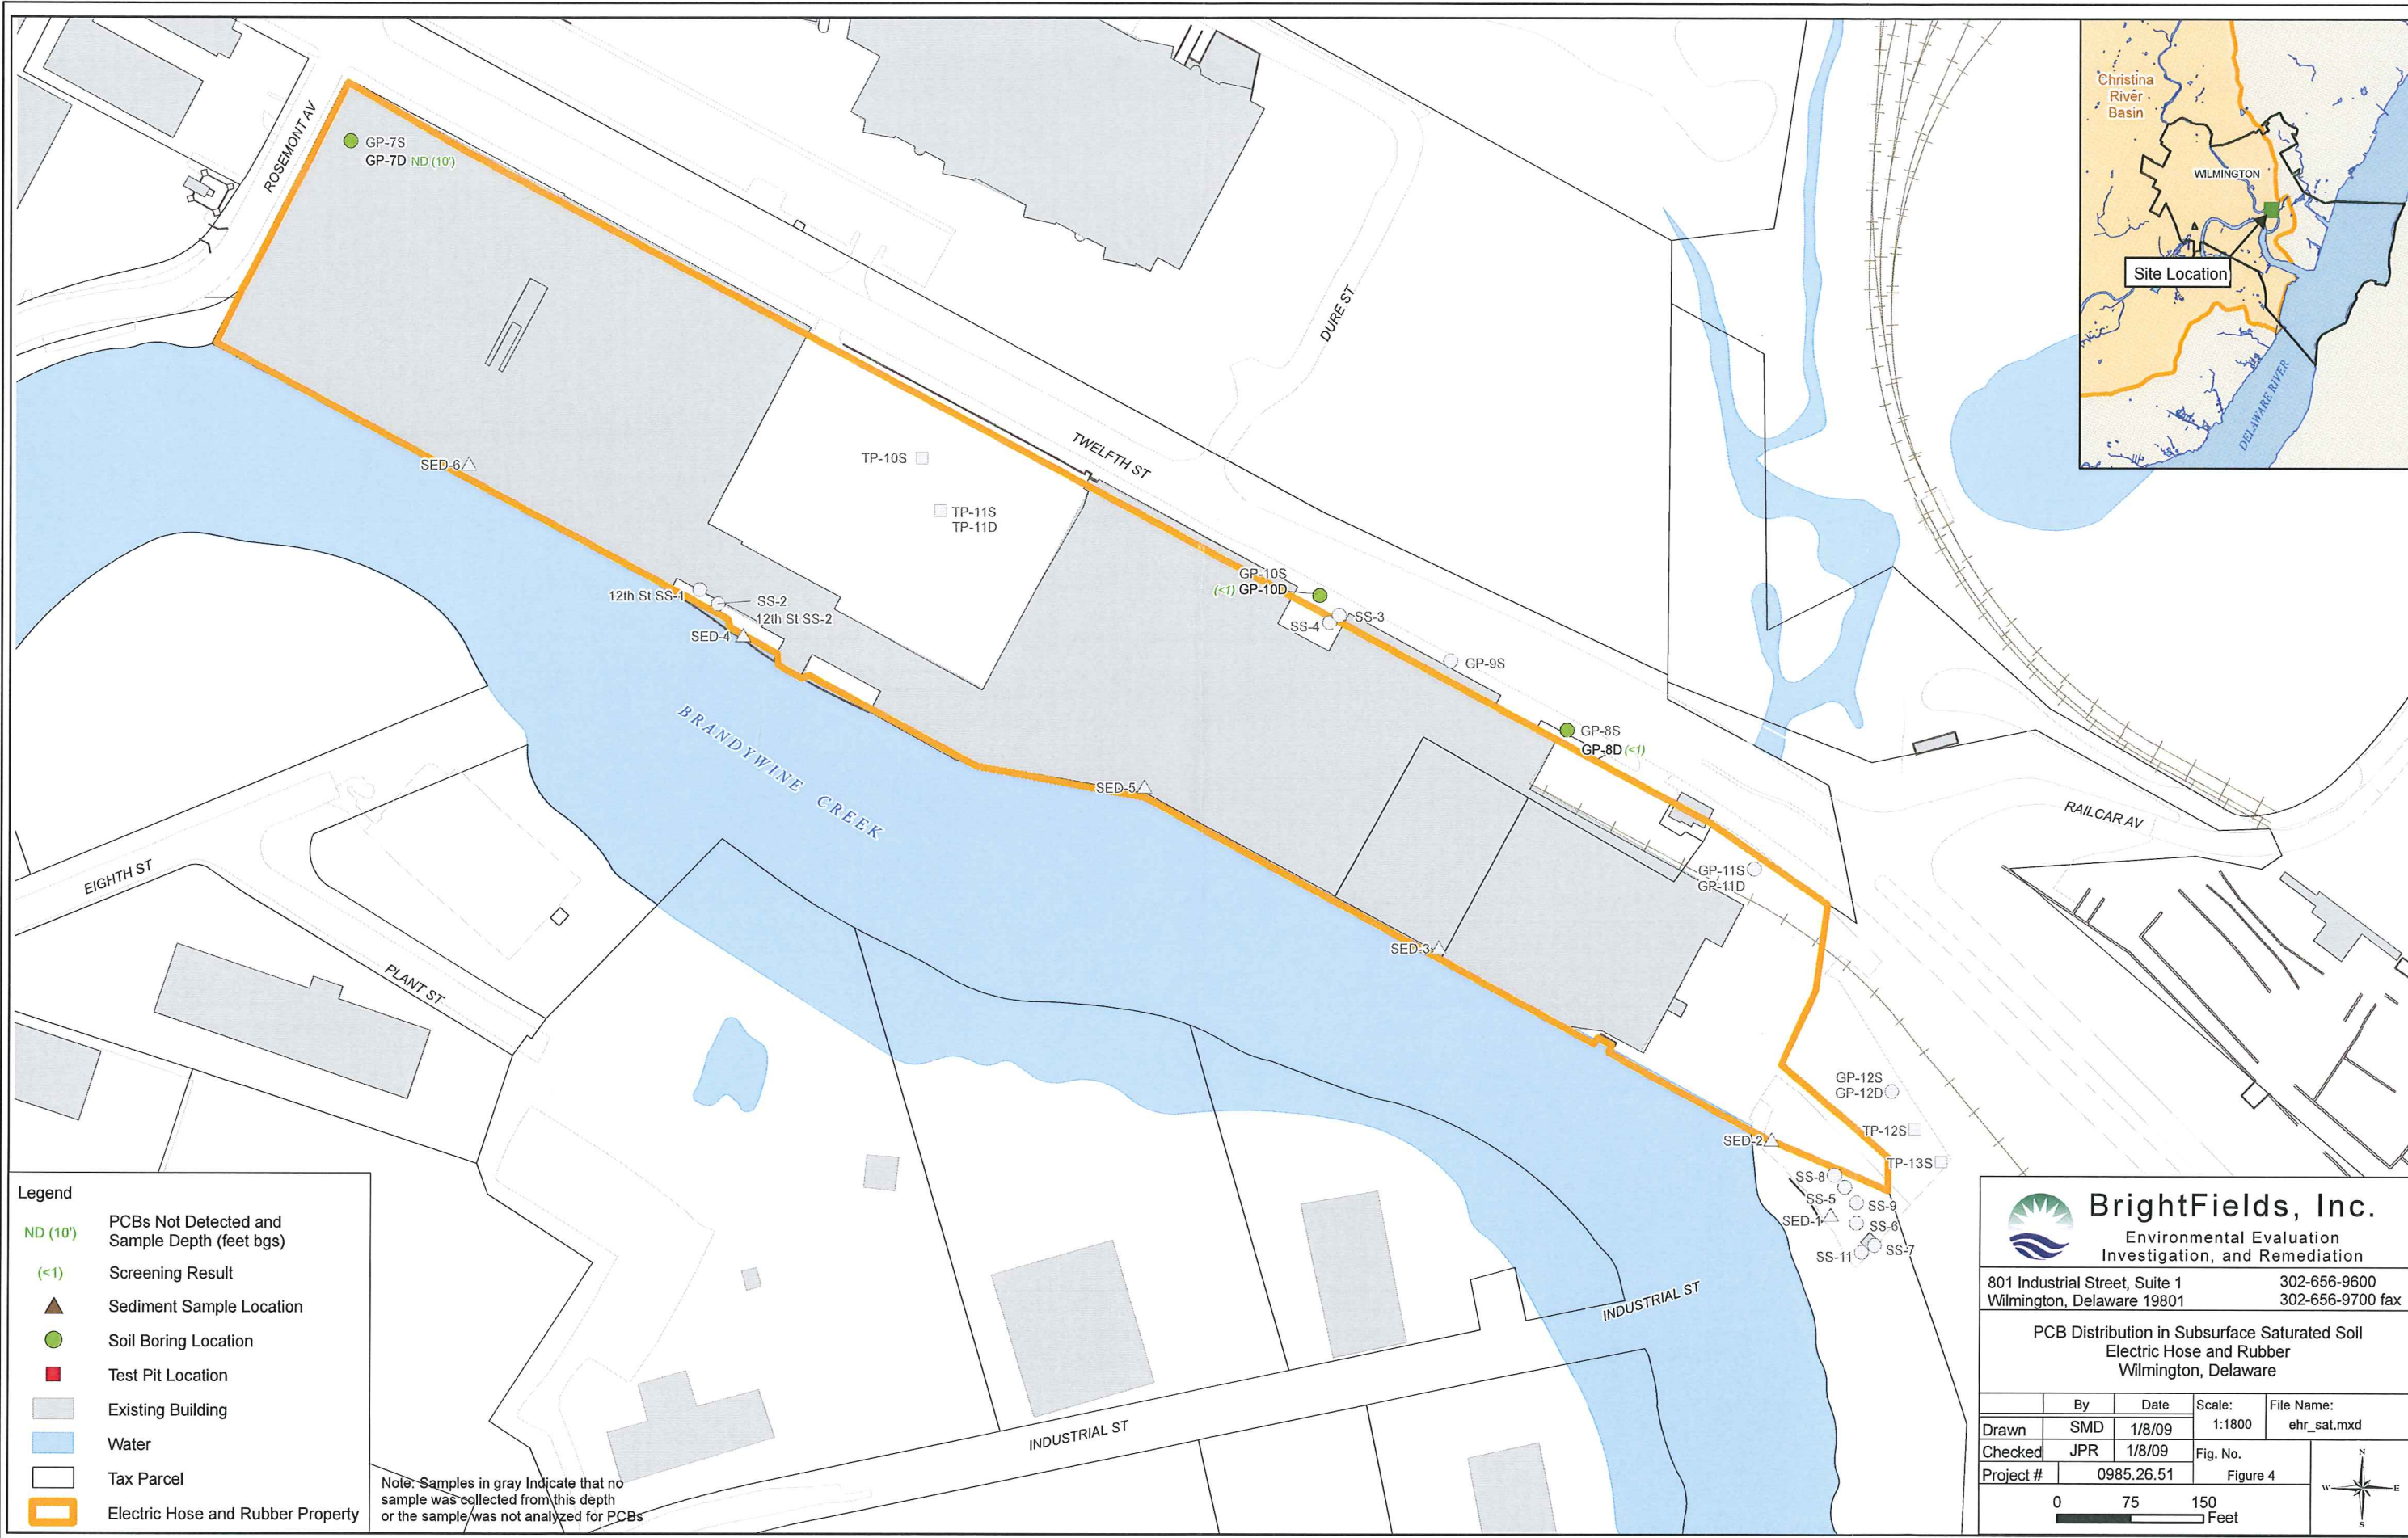 ROSEMONT AV
GP-7S
GP-7D ND (10')
TWELFTH ST
DURE ST
TP-10S
TP-11S
TP-11D
SED-6
12th St SS-1
SS-2
12th St SS-2
SED-4
GP-10S
(<1) GP-10D
SS-3
SS-4
GP-9S
GP-8S
GP-8D (<1)
BRANDYWINE CREEK
SED-5
SED-3
GP-11S
GP-11D
RAILCAR AV
EIGHTH ST
PLANT ST
GP-12S
GP-12D
TP-12S
TP-13S
SED-2
SS-8
SS-5
SS-9
SED-1
SS-6
SS-7
SS-11
INDUSTRIAL ST
INDUSTRIAL ST
Christina
River
Basin
WILMINGTON
Site Location
DELAWARE RIVER
Legend
ND (10') PCBs Not Detected and
Sample Depth (feet bgs)
(<1) Screening Result
Sediment Sample Location
Soil Boring Location
Test Pit Location
Existing Building
Water
Tax Parcel
Electric Hose and Rubber Property
Note: Samples in gray Indicate that no
sample was collected from this depth
or the sample was not analyzed for PCBs
BrightFields, Inc.
Environmental Evaluation
Investigation, and Remediation
801 Industrial Street, Suite 1 302-656-9600
Wilmington, Delaware 19801 302-656-9700 fax
PCB Distribution in Subsurface Saturated Soil
Electric Hose and Rubber
Wilmington, Delaware
By Date Scale: File Name:
Drawn SMD 1/8/09 1:1800 ehr_sat.mxd
Checked JPR 1/8/09 Fig. No.
Project # 0985.26.51 Figure 4
0 75 150
Feet
N
W E
S